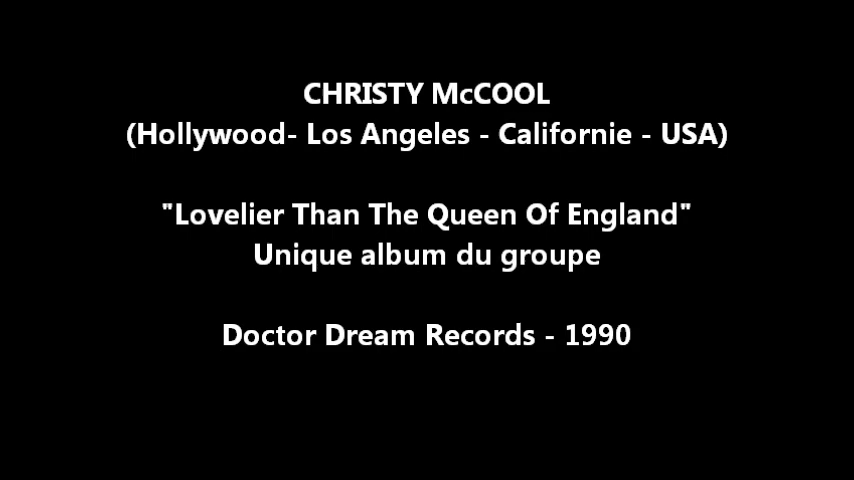 CHRISTY McCOOL
(Hollywood- Los Angeles - Californie - USA)
"Lovelier Than The Queen Of England"
Unique album du groupe
Doctor Dream Records - 1990